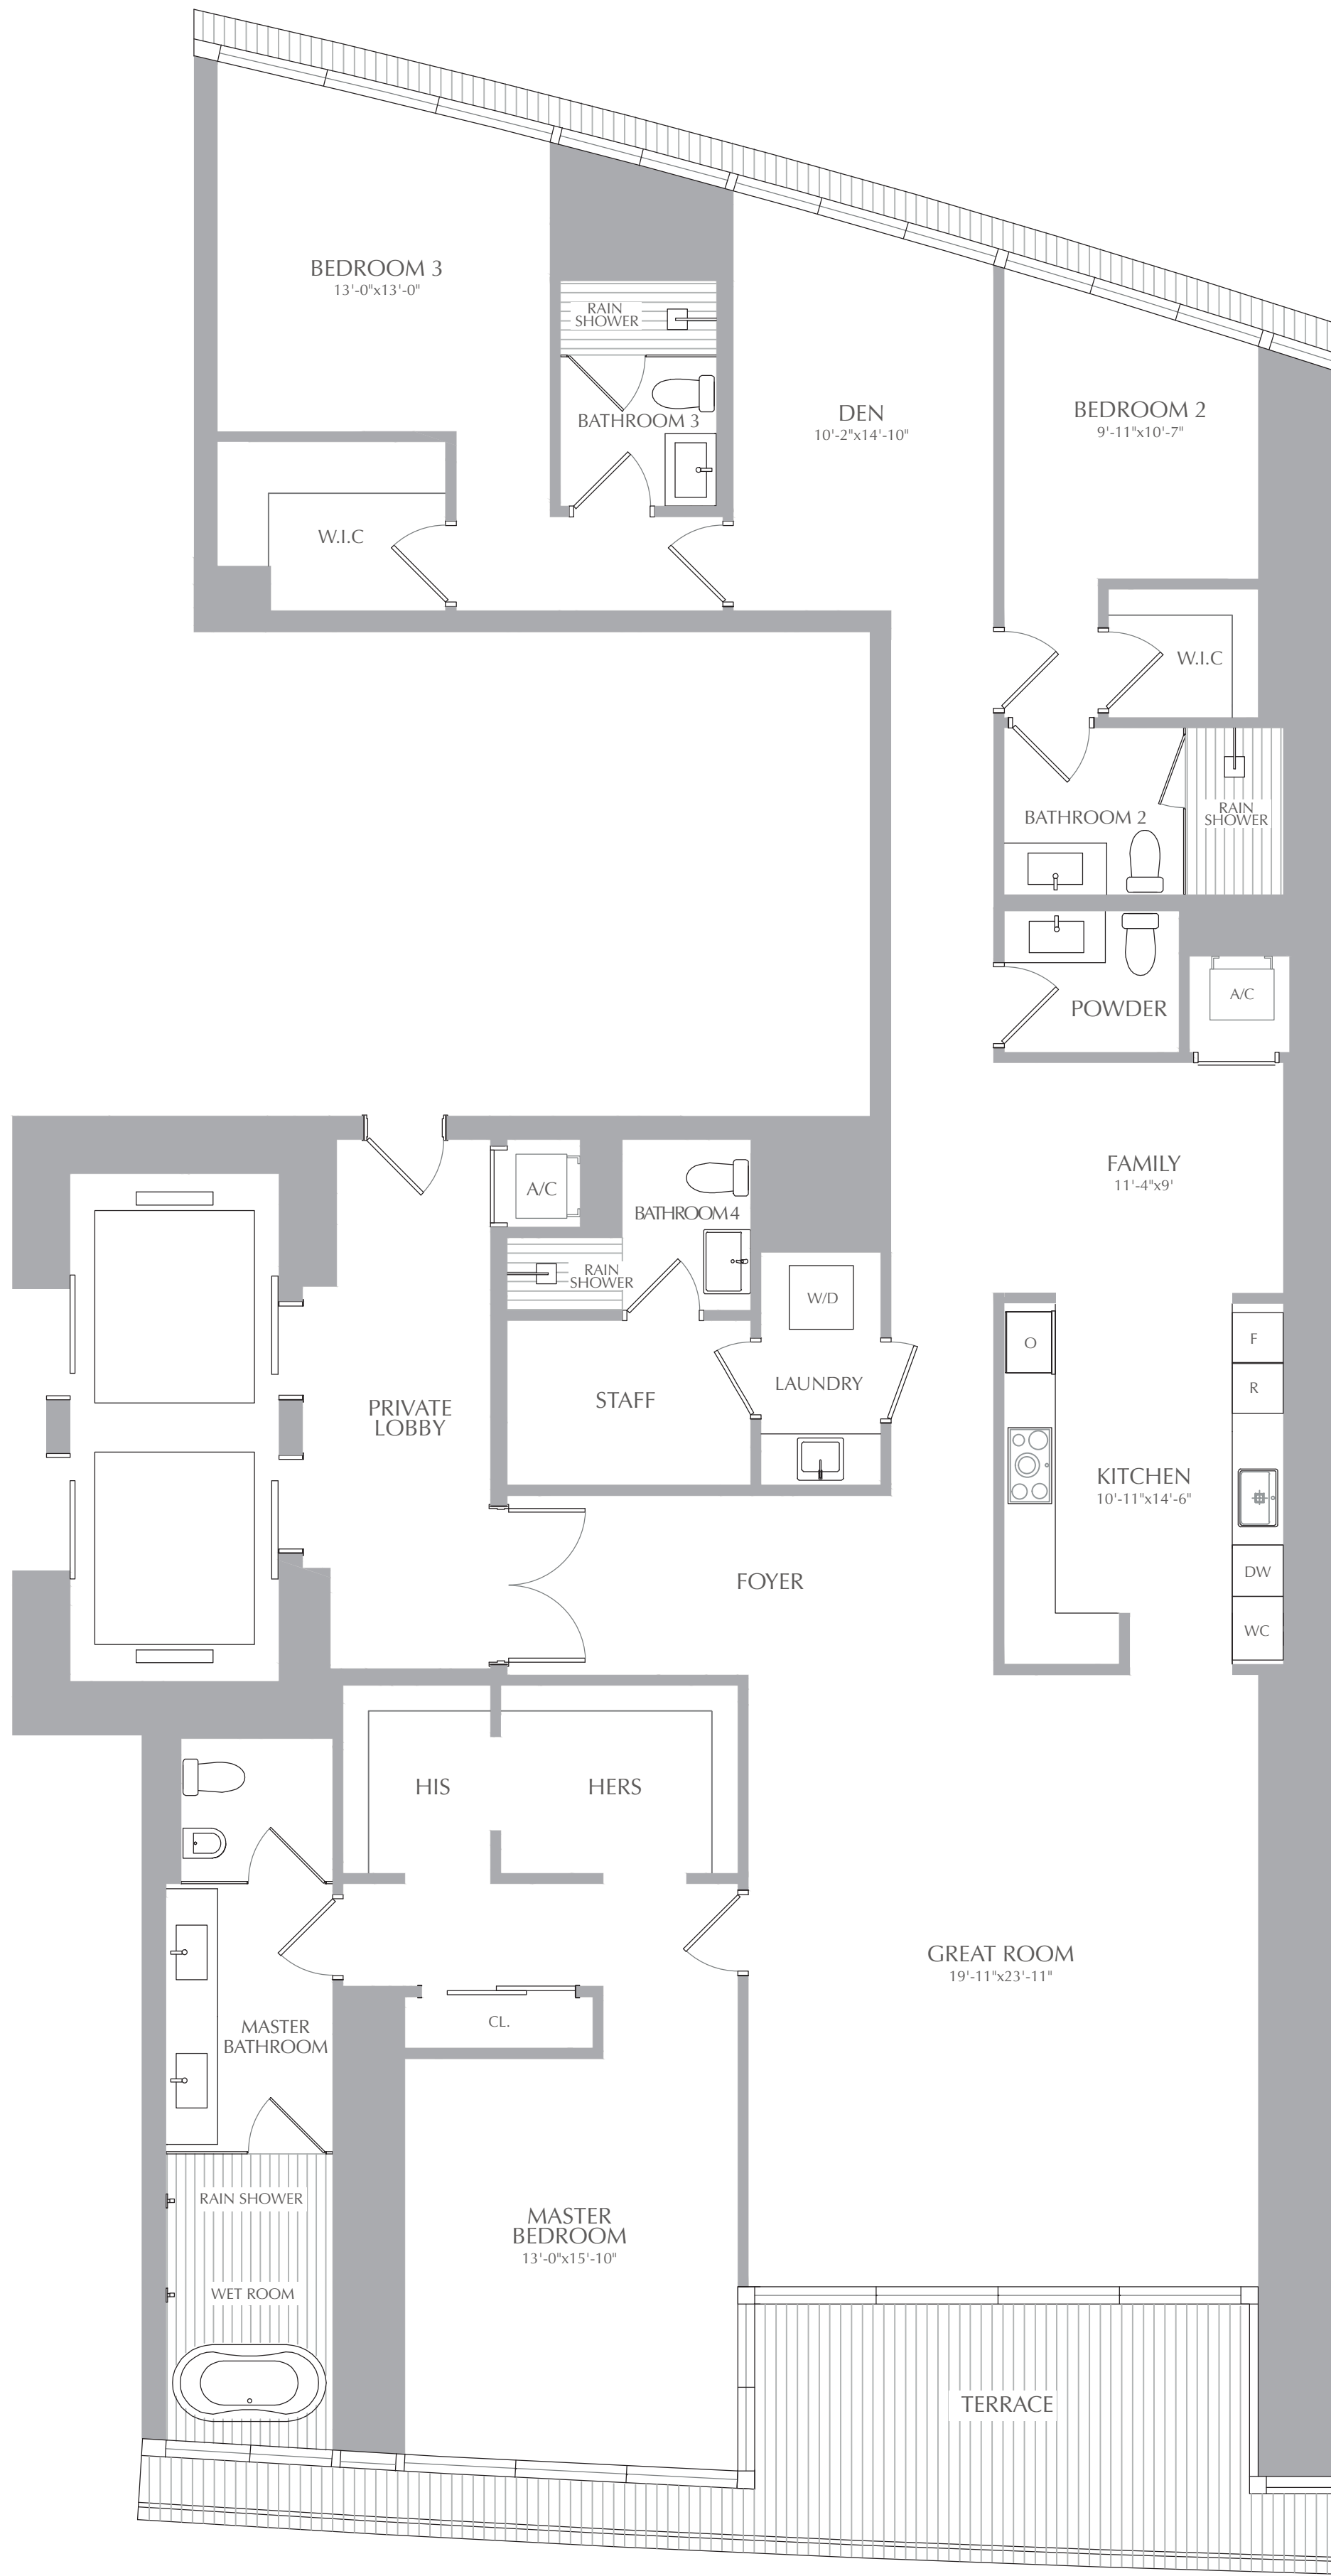 BEDROOM 3
13'-0"x13'-0"
RAIN
SHOWER
BATHROOM 3
DEN
10'-2"x14'-10"
BEDROOM 2
9'-11"x10'-7"
W.I.C
W.I.C
BATHROOM 2
RAIN
SHOWER
POWDER
A/C
FAMILY
11'-4"x9'
A/C
BATHROOM 4
RAIN
SHOWER
W/D
LAUNDRY
STAFF
PRIVATE
LOBBY
O
F
R
KITCHEN
10'-11"x14'-6"
DW
WC
FOYER
HIS
HERS
GREAT ROOM
19'-11"x23'-11"
CL.
MASTER
BATHROOM
RAIN SHOWER
WET ROOM
MASTER
BEDROOM
13'-0"x15'-10"
TERRACE